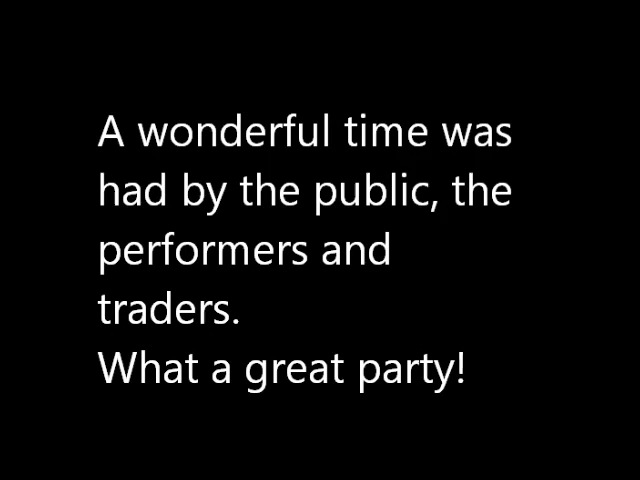 A wonderful time was
had by the public, the
performers and
traders.
What a great party!